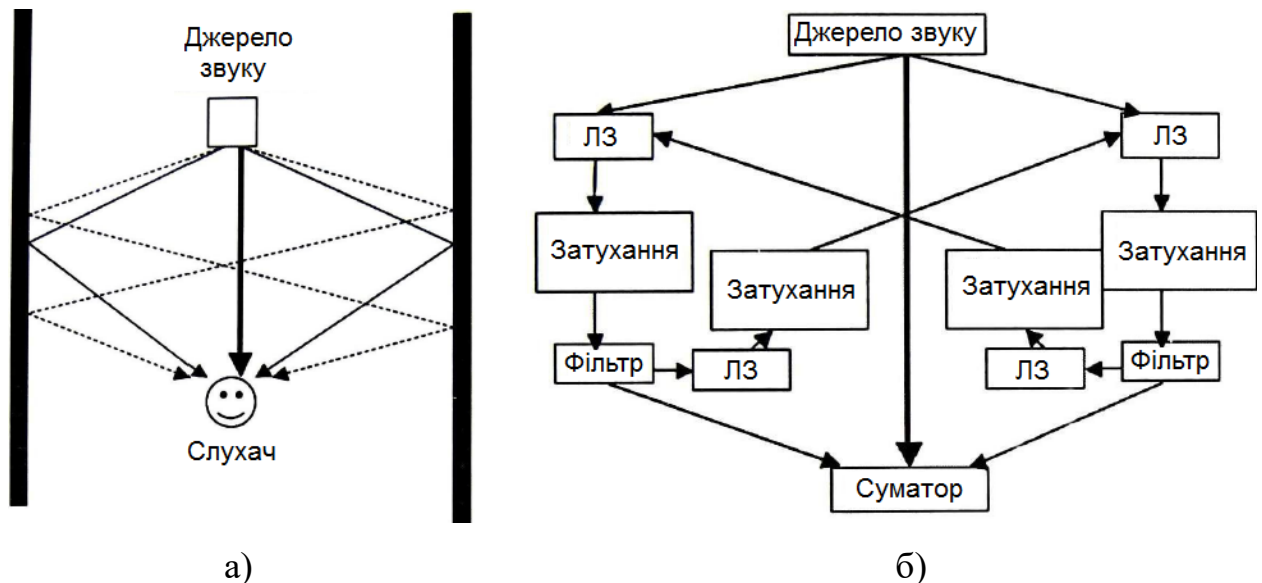 Джерело
звуку
Слухач
а)
Джерело звуку
ЛЗ
ЛЗ
Затухання
Затухання
Затухання
Затухання
Фільтр
ЛЗ
ЛЗ
Фільтр
Суматор
б)